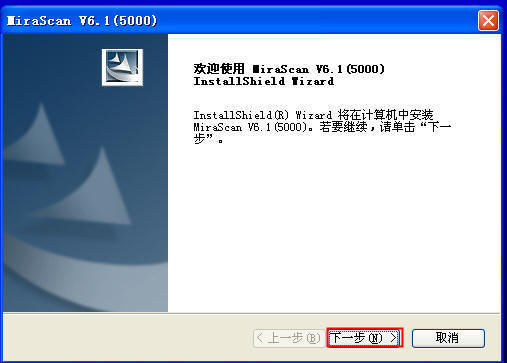 MiraScan V6.1(5000)
欢迎使用 MiraScan V6.1(5000)
InstallShield Wizard
InstallShield(R) Wizard 将在计算机中安装
MiraScan V6.1(5000)。若要继续，请单击“下一
步”。
< 上一步(B) 下一步(N) > 取消